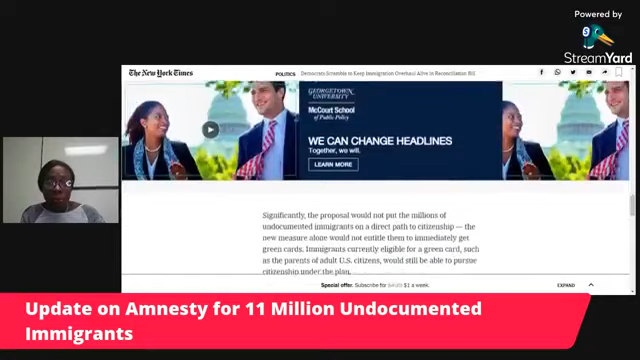 Powered by
StreamYard
The New York Times
POLITICS Democrats Scramble to Keep Immigration Overhaul Alive in Reconciliation Bill
GEORGETOWN
UNIVERSITY
McCourt School
of Public Policy
WE CAN CHANGE HEADLINES
Together, we will.
LEARN MORE
Significantly, the proposal would not put the millions of
undocumented immigrants on a direct path to citizenship — the
new measure alone would not entitle them to immediately get
green cards. Immigrants currently eligible for a green card, such
as the parents of adult U.S. citizens, would still be able to pursue
citizenship under the plan.
Special offer. Subscribe for $1 a week.
EXPAND
Update on Amnesty for 11 Million Undocumented
Immigrants